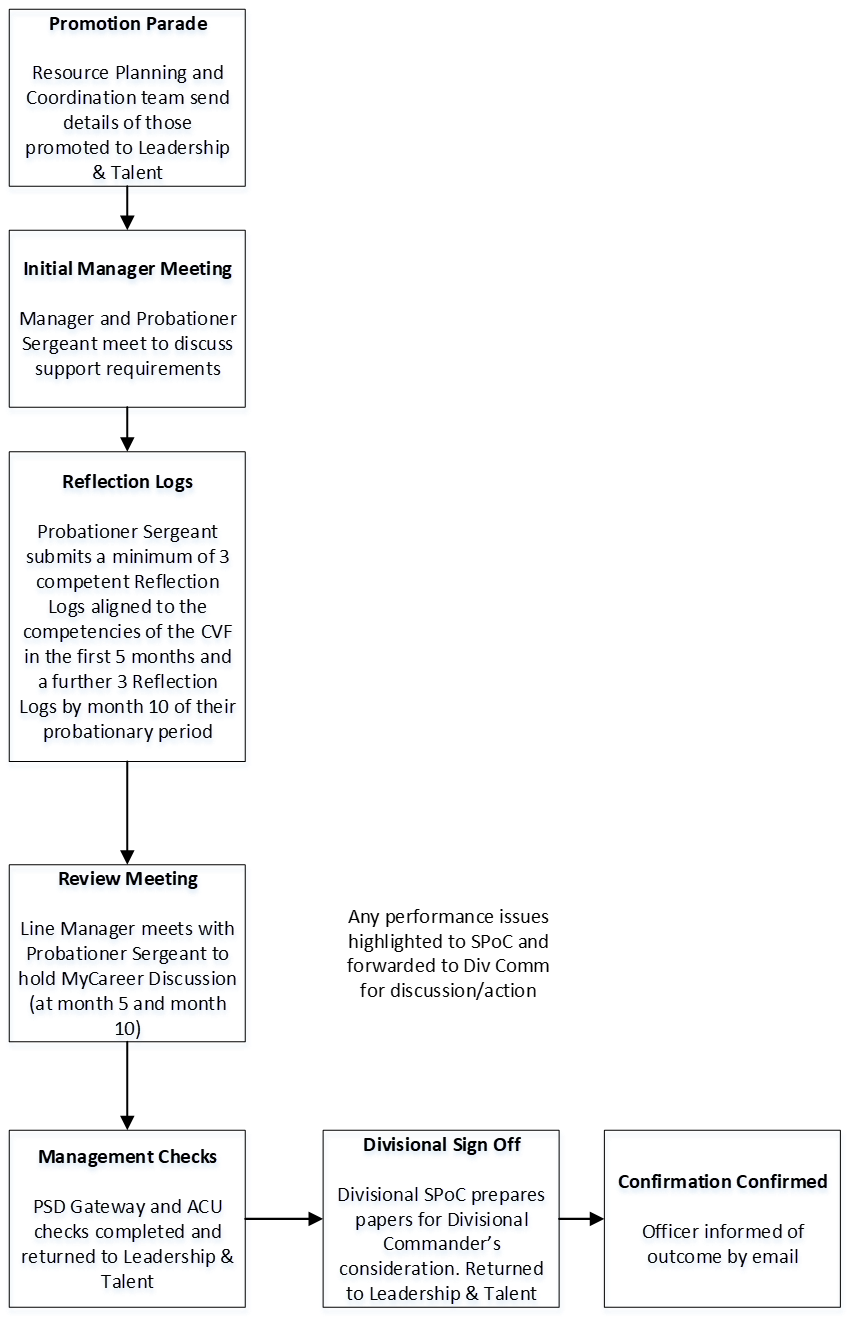 Promotion Parade
Resource Planning and
Coordination team send
details of those
promoted to Leadership
& Talent
Initial Manager Meeting
Manager and Probationer
Sergeant meet to discuss
support requirements
Reflection Logs
Probationer Sergeant
submits a minimum of 3
competent Reflection
Logs aligned to the
competencies of the CVF
in the first 5 months and
a further 3 Reflection
Logs by month 10 of their
probationary period
Review Meeting
Line Manager meets with
Probationer Sergeant to
hold MyCareer Discussion
(at month 5 and month
10)
Any performance issues
highlighted to SPoC and
forwarded to Div Comm
for discussion/action
Management Checks
PSD Gateway and ACU
checks completed and
returned to Leadership &
Talent
Divisional Sign Off
Divisional SPoC prepares
papers for Divisional
Commander’s
consideration. Returned
to Leadership & Talent
Confirmation Confirmed
Officer informed of
outcome by email